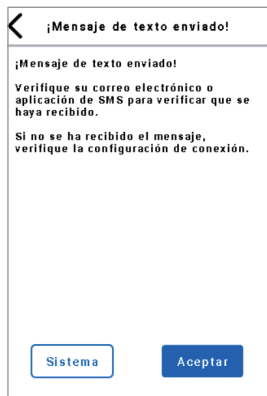 ¡Mensaje de texto enviado!
¡Mensaje de texto enviado!
Verifique su correo electrónico o
aplicación de SMS para verificar que se
haya recibido.
Si no se ha recibido el mensaje,
verifique la configuración de conexión.
Sistema
Aceptar